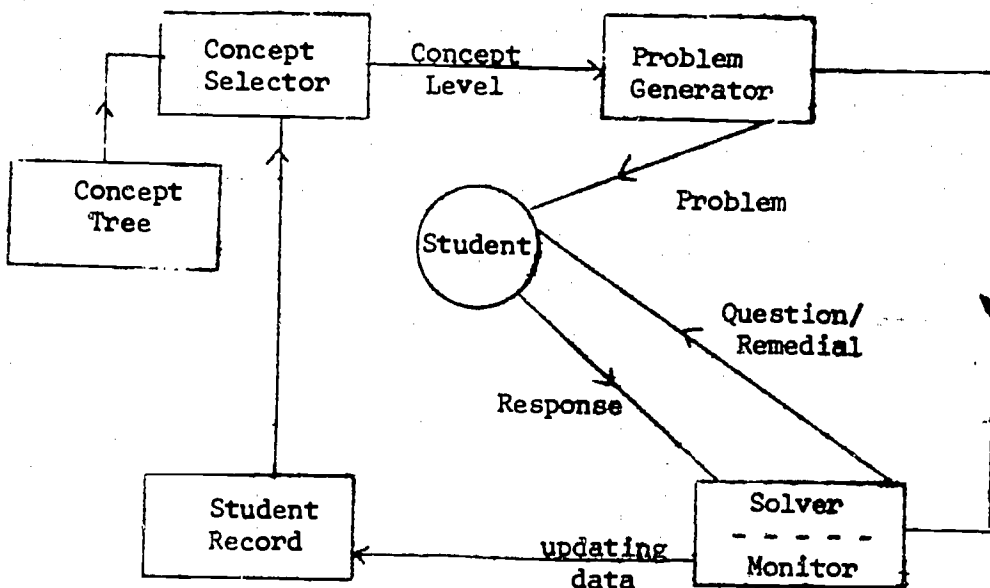 Concept
Selector
Concept
Level
Problem
Generator
Concept
Tree
Problem
Student
Question/
Remedial
Response
Student
Record
updating
data
Solver
Monitor